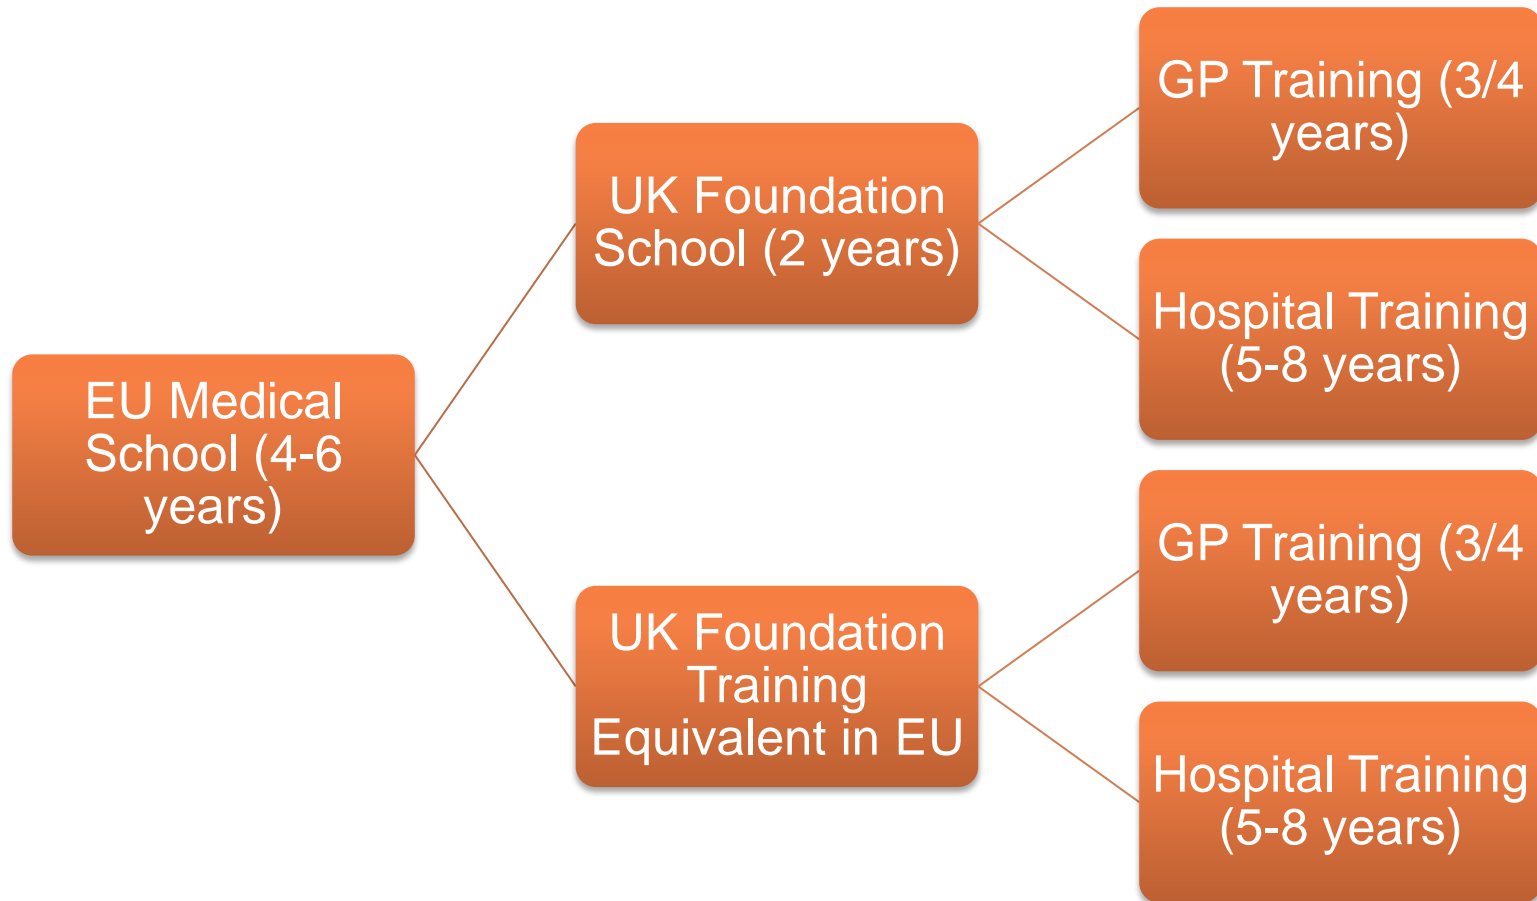 EU Medical
School (4-6
years)
UK Foundation
School (2 years)
UK Foundation
Training
Equivalent in EU
GP Training (3/4
years)
Hospital Training
(5-8 years)
GP Training (3/4
years)
Hospital Training
(5-8 years)